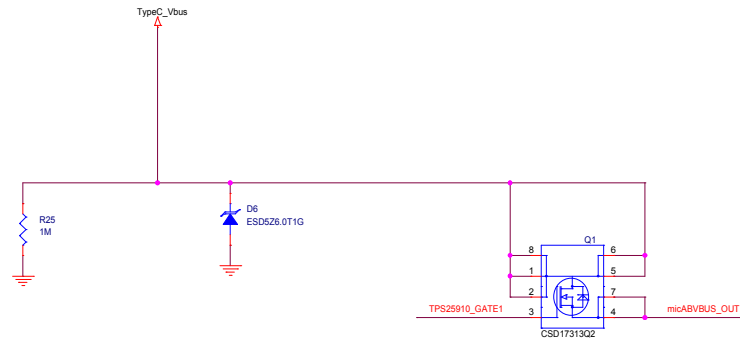 TypeC_Vbus
R25
1M
D6
ESD5Z6.0T1G
Q1
8
6
1
5
2
7
TPS25910_GATE1
3
4
micABVBUS_OUT
CSD17313Q2